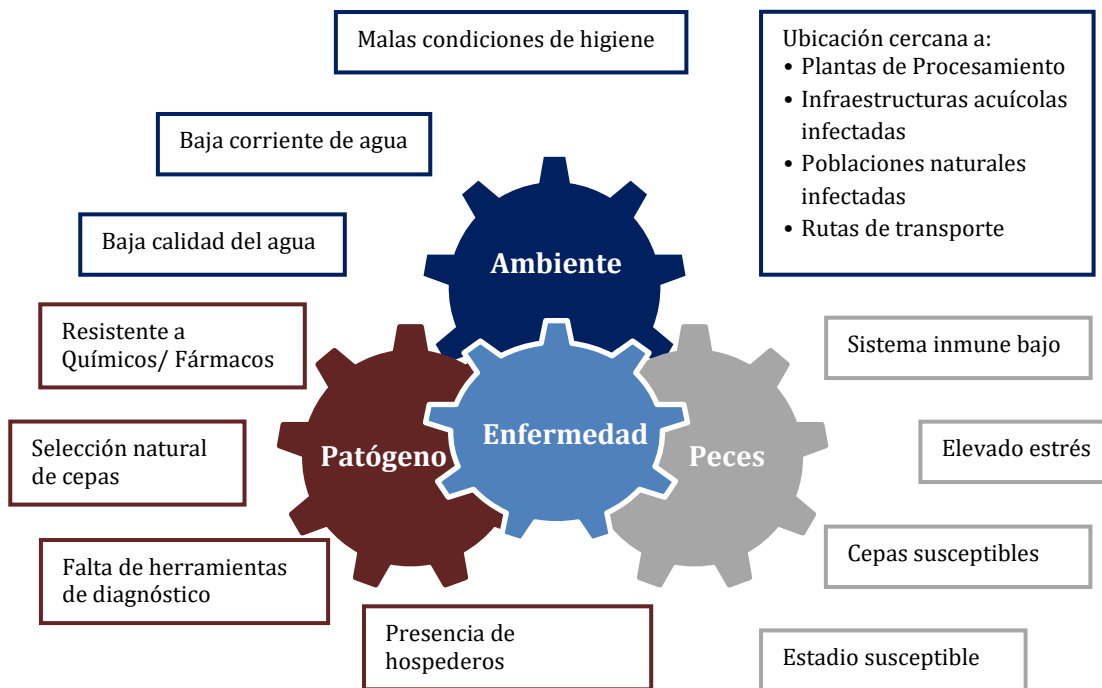 Malas condiciones de higiene
Ubicación cercana a:
• Plantas de Procesamiento
• Infraestructuras acuícolas
infectadas
• Poblaciones naturales
infectadas
• Rutas de transporte
Baja corriente de agua
Baja calidad del agua
Ambiente
Resistente a
Químicos/ Fármacos
Sistema inmune bajo
Selección natural
de cepas
Patógeno
Enfermedad
Peces
Elevado estrés
Falta de herramientas
de diagnóstico
Cepas susceptibles
Presencia de
hospederos
Estadio susceptible